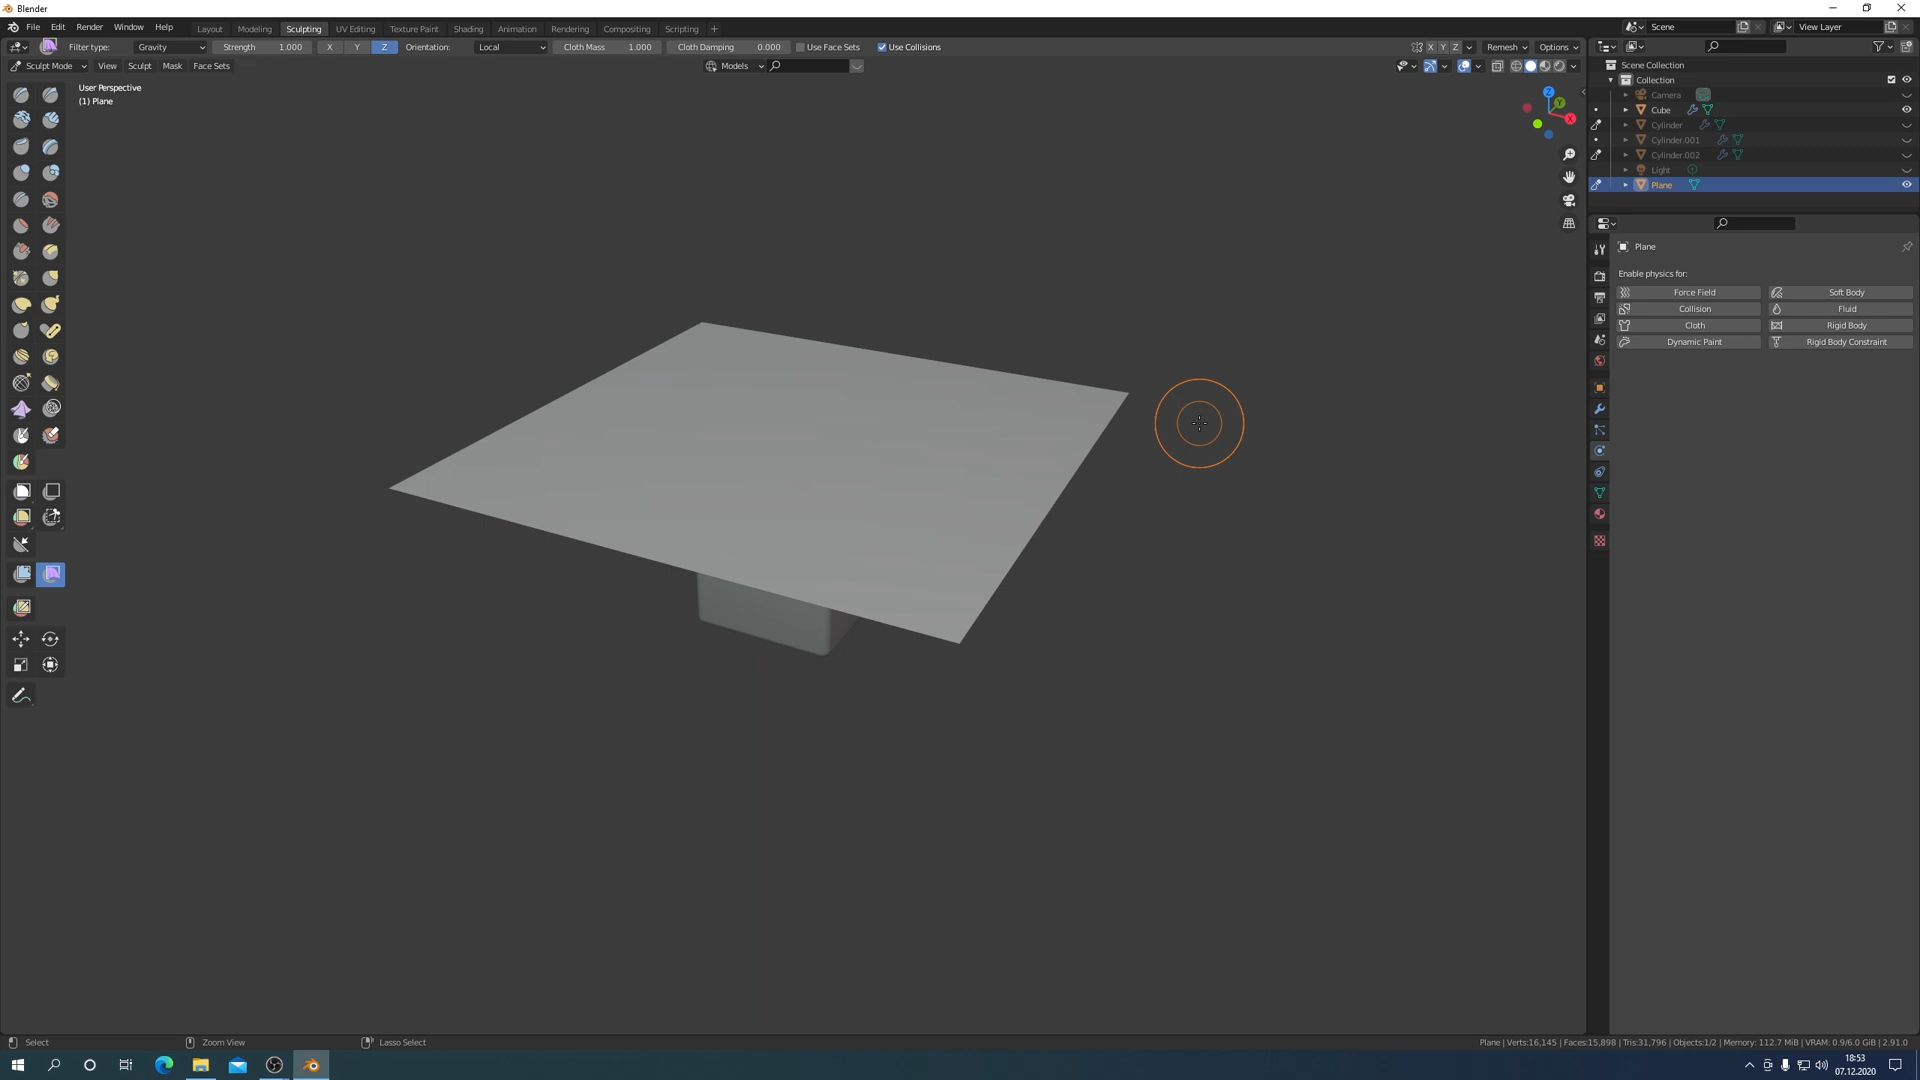 Blender
File Edit Render Window Help Layout Modeling Sculpting UV Editing Texture Paint Shading Animation Rendering Compositing Scripting + Scene View Layer
Filter type: Gravity Strength 1.000 X Y Z Orientation: Local Cloth Mass 1.000 Cloth Damping 0.000 Use Face Sets Use Collisions X Y Z Remesh Options
Sculpt Mode View Sculpt Mask Face Sets Models
User Perspective
(1) Plane
Z
Y
X
Scene Collection
Collection
Camera
Cube
Cylinder
Cylinder.001
Cylinder.002
Light
Plane
Plane
Enable physics for:
Force Field Soft Body
Collision Fluid
Cloth Rigid Body
Dynamic Paint Rigid Body Constraint
Select Zoom View Lasso Select Plane | Verts:16,145 | Faces:15,898 | Tris:31,796 | Objects:1/2 | Memory: 112.7 MiB | VRAM: 0.9/6.0 GiB | 2.91.0
18:53
07.12.2020